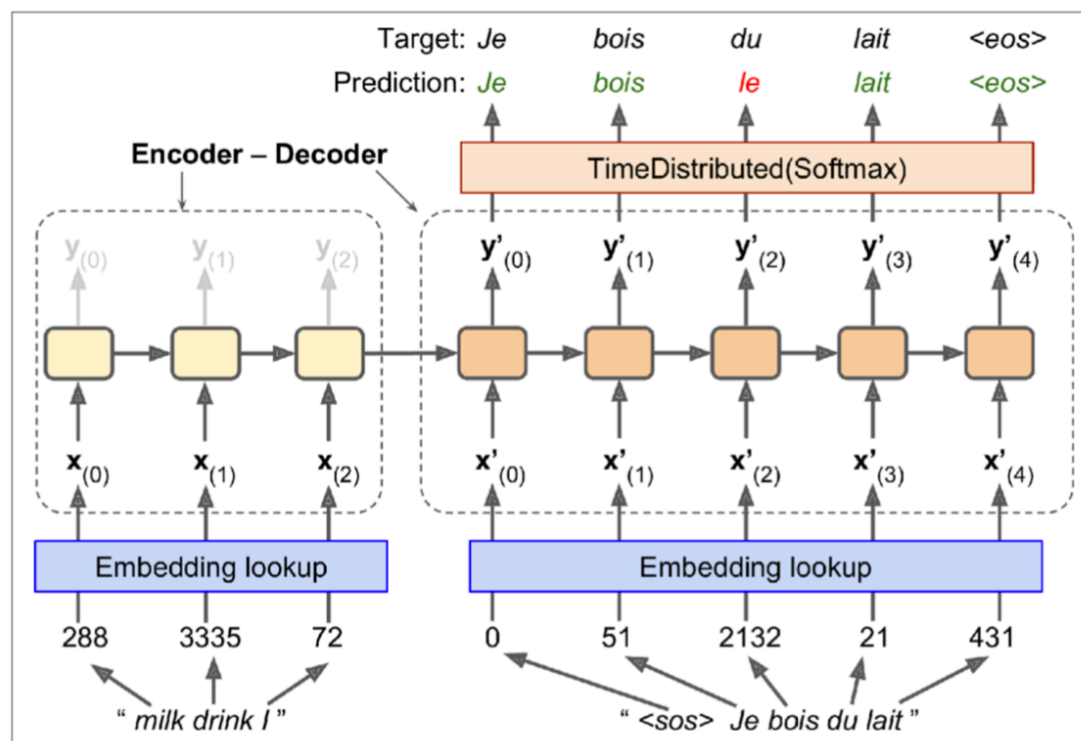 Target: Je bois du lait <eos>
Prediction: Je bois le lait <eos>
Encoder – Decoder
TimeDistributed(Softmax)
y(0) y(1) y(2) y'(0) y'(1) y'(2) y'(3) y'(4)
x(0) x(1) x(2) x'(0) x'(1) x'(2) x'(3) x'(4)
Embedding lookup Embedding lookup
288 3335 72 0 51 2132 21 431
“ milk drink I ” “ <sos> Je bois du lait ”